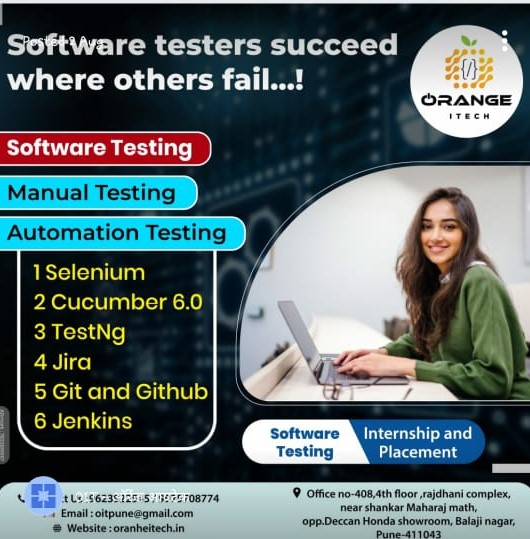 Posted 3 Aug
Software testers succeed
where others fail...!
ORANGE
ITECH
Software Testing
Manual Testing
Automation Testing
1 Selenium
2 Cucumber 6.0
3 TestNg
4 Jira
5 Git and Github
6 Jenkins
Software
Testing
Internship and
Placement
Email : oitpune@gmail.com
Website : oranheitech.in
Office no-408,4th floor ,rajdhani complex,
near shankar Maharaj math,
opp.Deccan Honda showroom, Balaji nagar,
Pune-411043